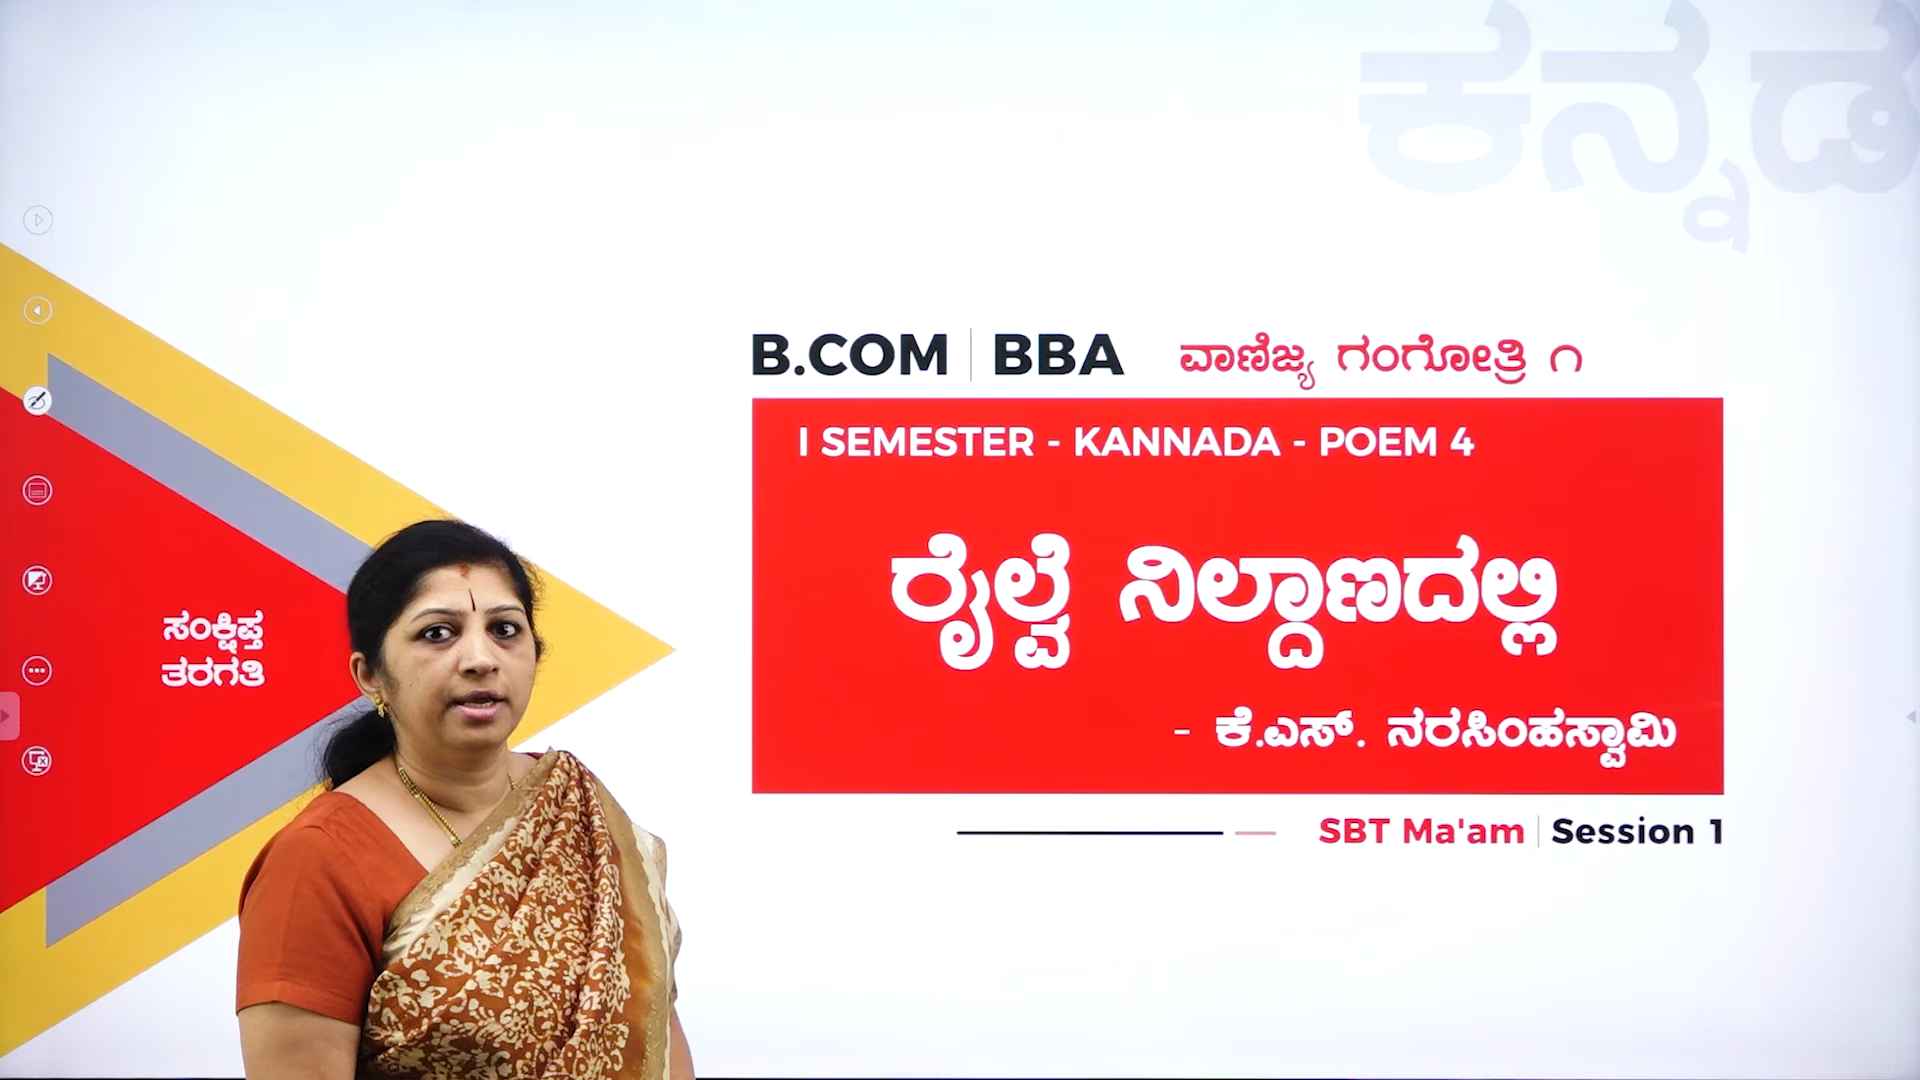 ಕನ್ನಡ
B.COM | BBA ವಾಣಿಜ್ಯ ಗಂಗೋತ್ರಿ ೧
I SEMESTER - KANNADA - POEM 4
ರೈಲ್ವೆ ನಿಲ್ದಾಣದಲ್ಲಿ
- ಕೆ.ಎಸ್. ನರಸಿಂಹಸ್ವಾಮಿ
SBT Ma'am | Session 1
ಸಂಕ್ಷಿಪ್ತ
ತರಗತಿ